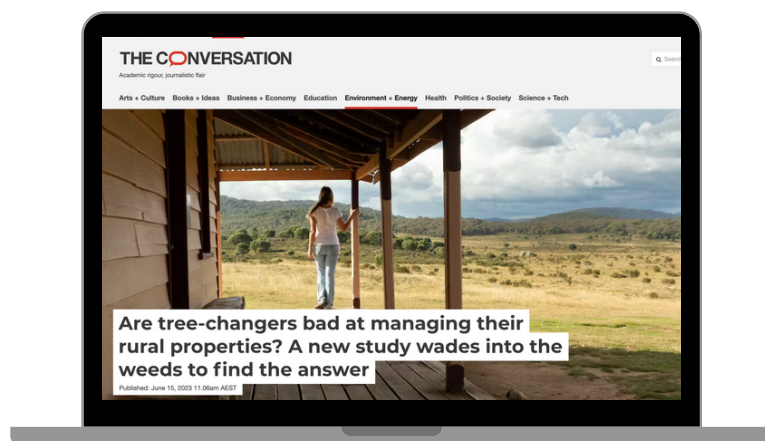 THE CONVERSATION
Academic rigour, journalistic flair
Search
Arts + Culture Books + Ideas Business + Economy Education Environment + Energy Health Politics + Society Science + Tech
Are tree-changers bad at managing their
rural properties? A new study wades into the
weeds to find the answer
Published: June 15, 2023 11.06am AEST